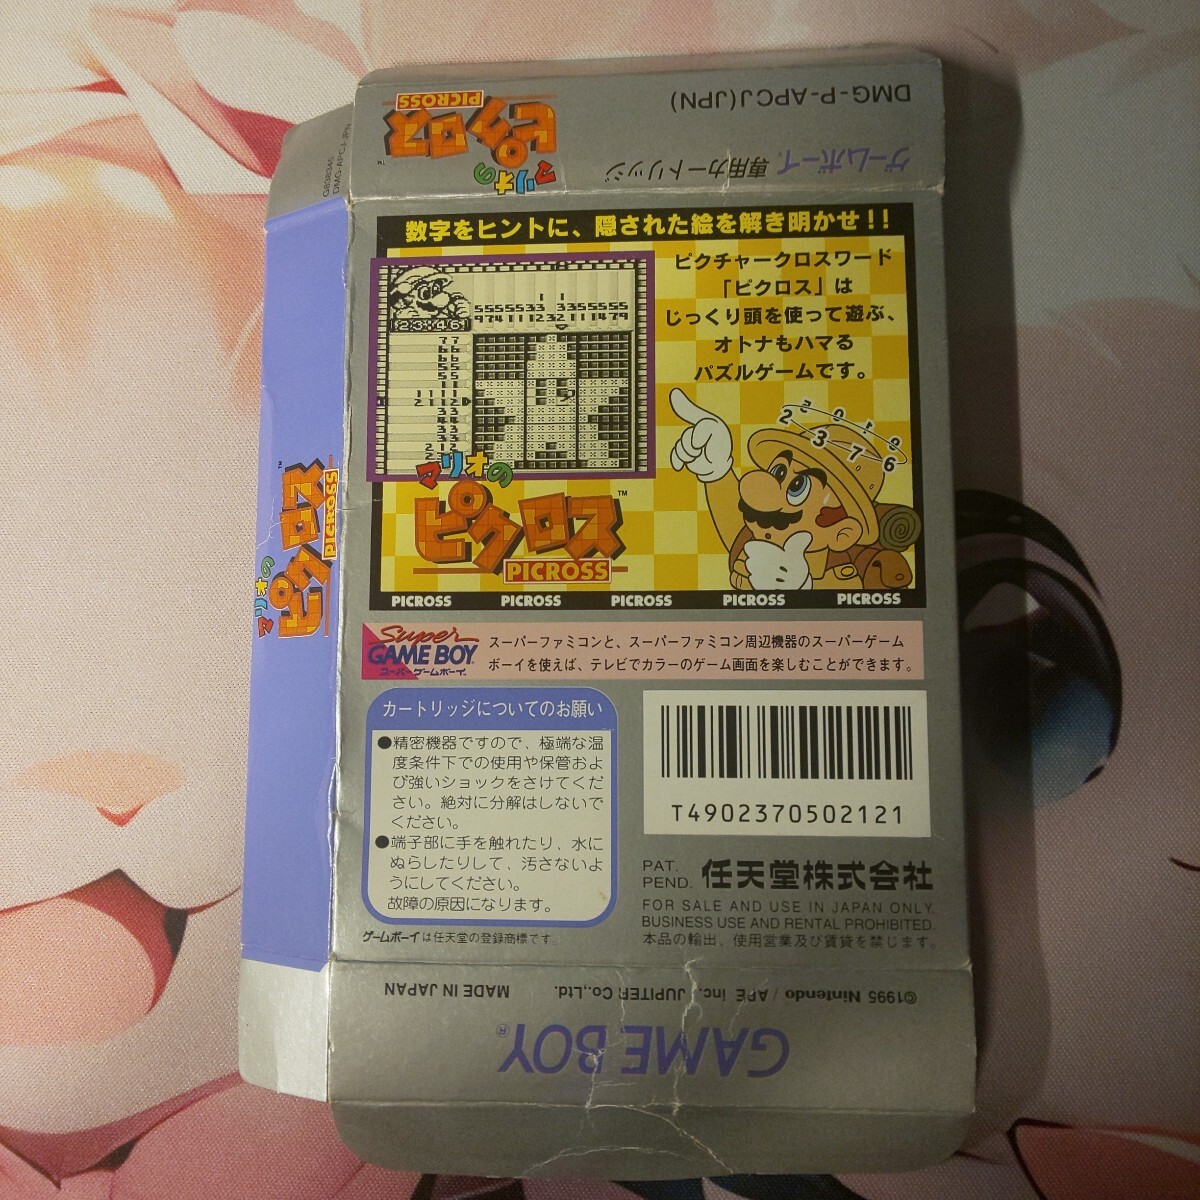 DMG-P-APCJ(JPN)
ゲームボーイ専用カートリッジ
マリオの
ピクロス
PICROSS
™
DMG-APCJ-JPN
数字をヒントに、隠された絵を解き明かせ!!
ピクチャークロスワード
「ピクロス」は
じっくり頭を使って遊ぶ、
オトナもハマる
パズルゲームです。
23:46
2 0 1 9
2 3 7 6
マリオの
ピクロス™
PICROSS
PICROSS PICROSS PICROSS PICROSS PICROSS
マリオの
ピクロス
PICROSS
™
Super
GAME BOY
スーパーゲームボーイ
スーパーファミコンと、スーパーファミコン周辺機器のスーパーゲーム
ボーイを使えば、テレビでカラーのゲーム画面を楽しむことができます。
カートリッジについてのお願い
●精密機器ですので、極端な温
度条件下での使用や保管およ
び強いショックをさけてくだ
さい。絶対に分解はしないで
ください。
●端子部に手を触れたり、水に
ぬらしたりして、汚さないよ
うにしてください。
故障の原因になります。
ゲームボーイは任天堂の登録商標です。
T4902370502121
PAT.
PEND. 任天堂株式会社
FOR SALE AND USE IN JAPAN ONLY.
BUSINESS USE AND RENTAL PROHIBITED.
本品の輸出、使用営業及び賃貸を禁じます。
©1995 Nintendo / APE inc. JUPITER Co.,Ltd. MADE IN JAPAN
GAME BOY®